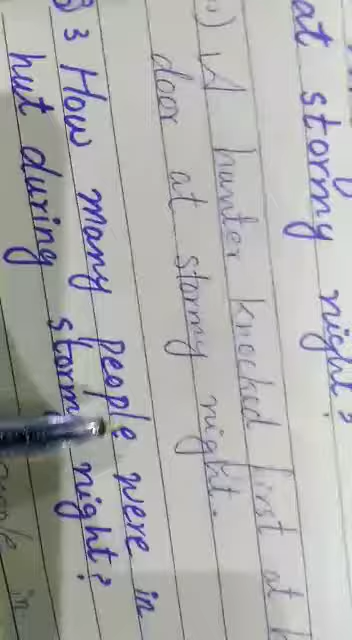 at stormy night?
A hunter knocked first at
door at stormy night.
3 How many people were in
hut during stormy night?
in